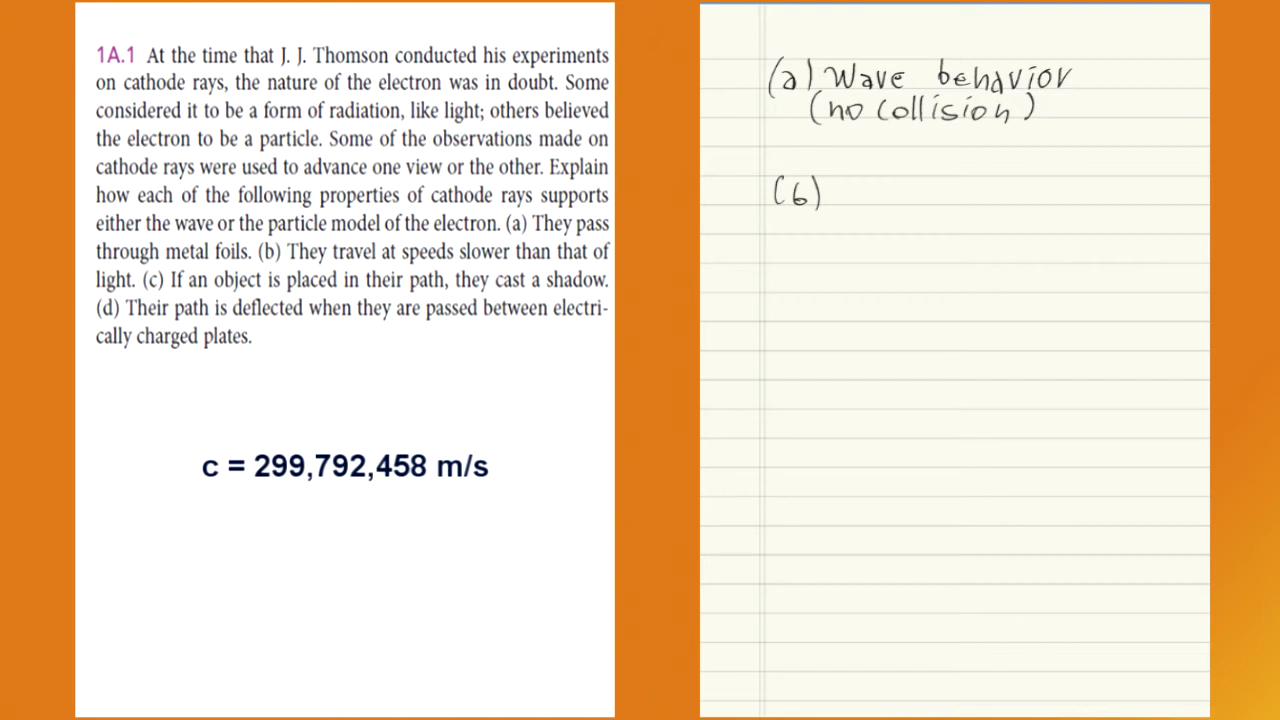 1A.1 At the time that J. J. Thomson conducted his experiments
on cathode rays, the nature of the electron was in doubt. Some
considered it to be a form of radiation, like light; others believed
the electron to be a particle. Some of the observations made on
cathode rays were used to advance one view or the other. Explain
how each of the following properties of cathode rays supports
either the wave or the particle model of the electron. (a) They pass
through metal foils. (b) They travel at speeds slower than that of
light. (c) If an object is placed in their path, they cast a shadow.
(d) Their path is deflected when they are passed between electri-
cally charged plates.
c = 299,792,458 m/s
(a) Wave behavior
(no collision)
(b)